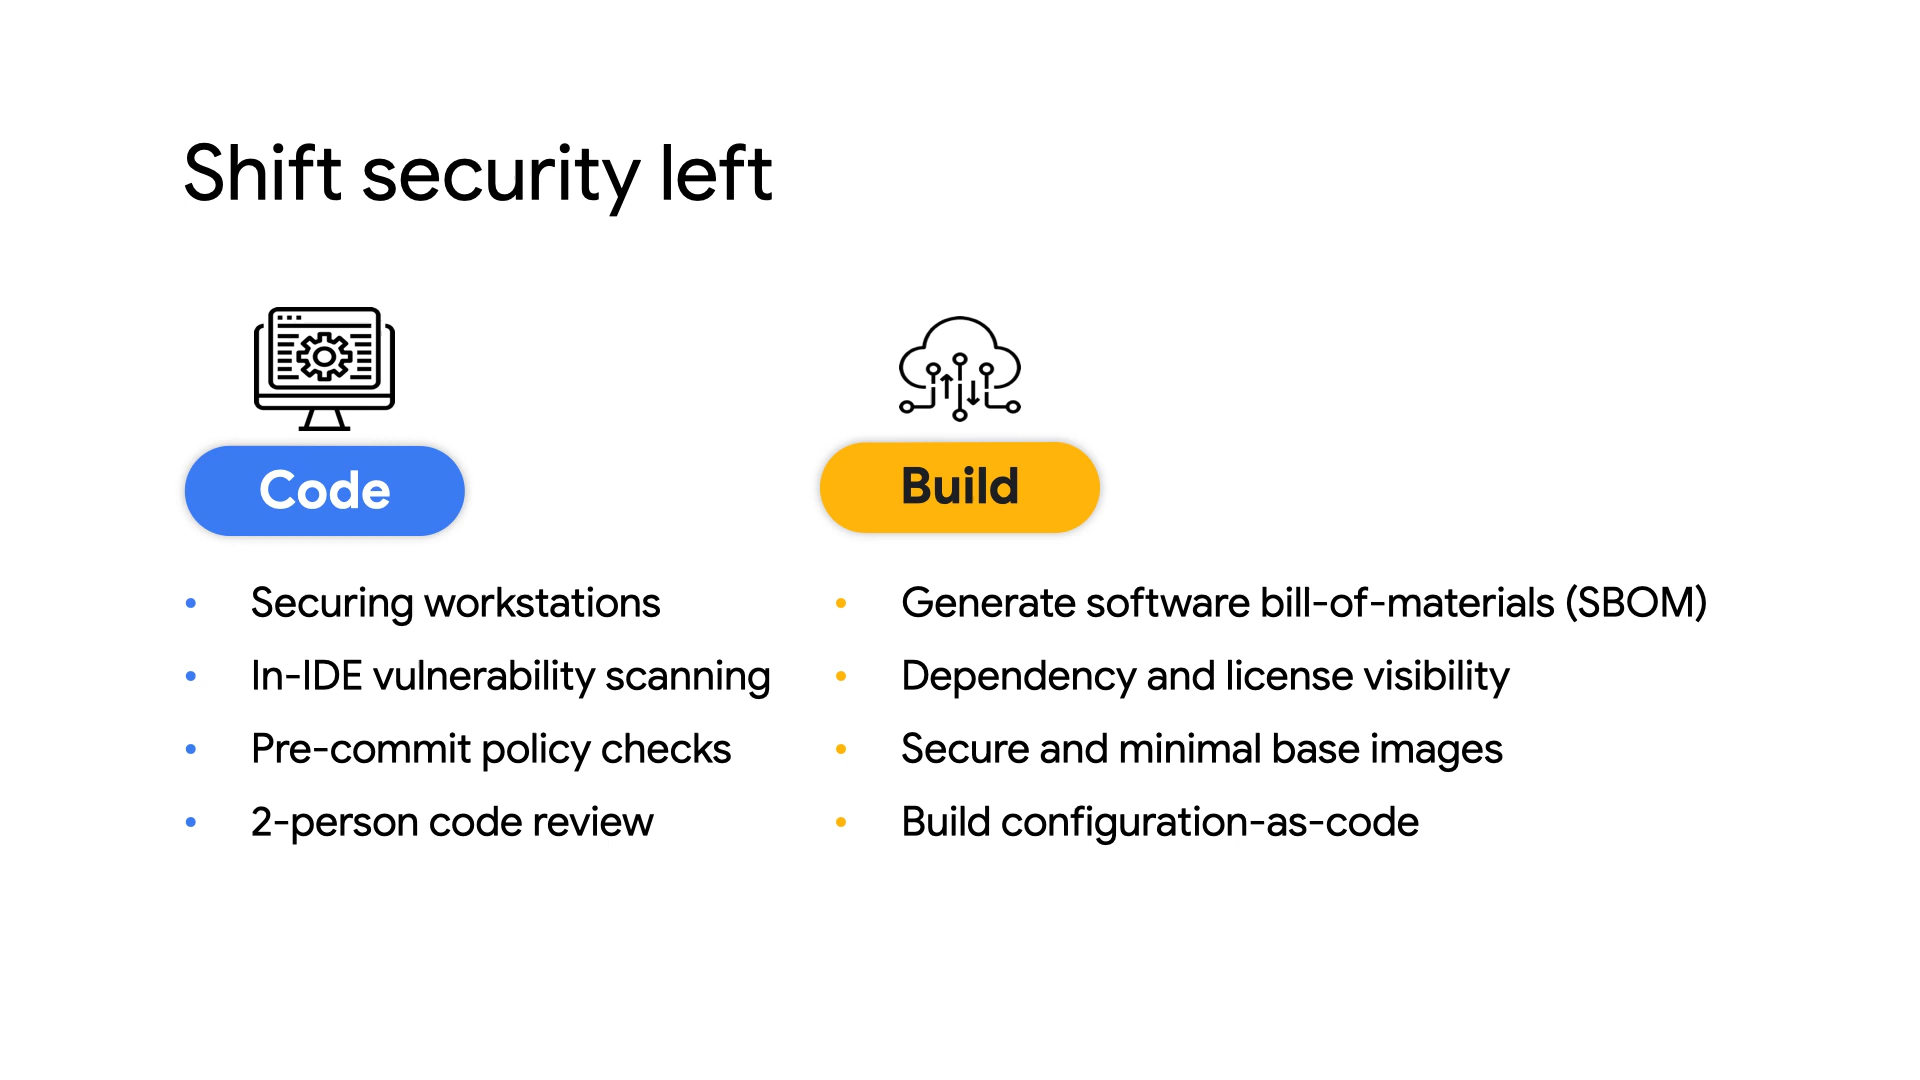 Shift security left
Code
• Securing workstations
• In-IDE vulnerability scanning
• Pre-commit policy checks
• 2-person code review
Build
• Generate software bill-of-materials (SBOM)
• Dependency and license visibility
• Secure and minimal base images
• Build configuration-as-code